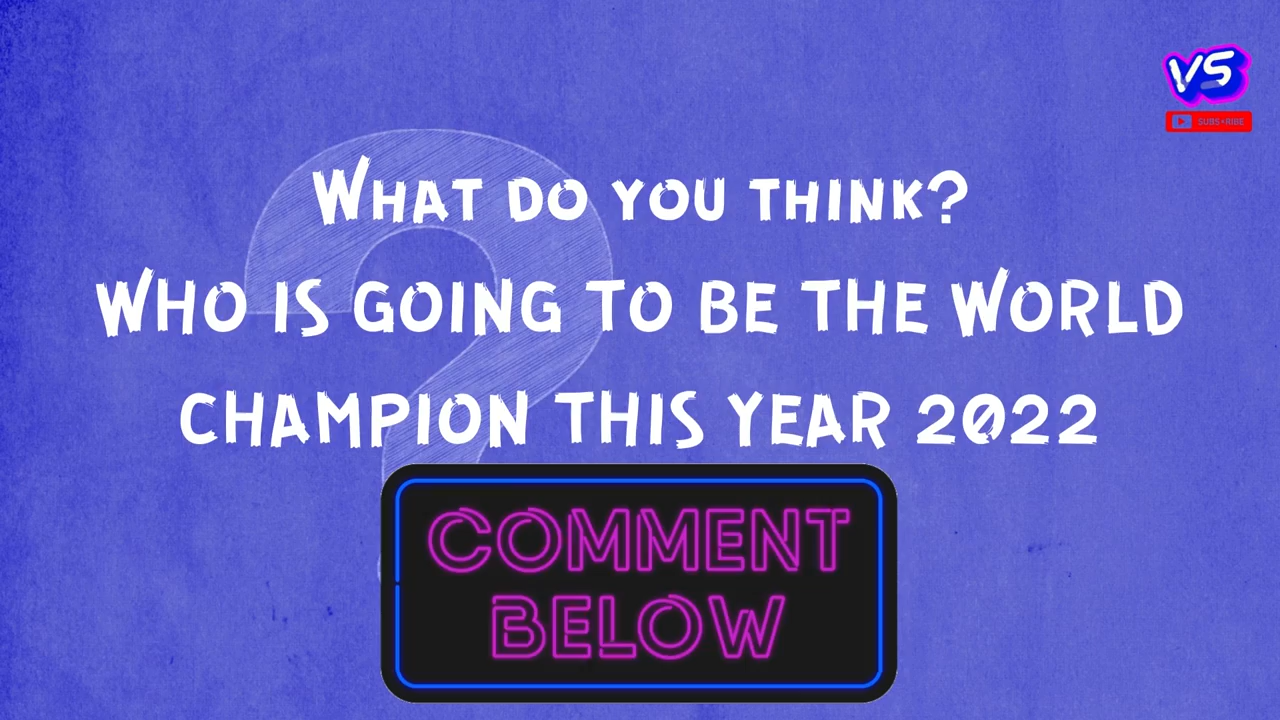 VS
SUBSCRIBE
What do you think?
WHO IS GOING TO BE THE WORLD
CHAMPION THIS YEAR 2022
COMMENT
BELOW